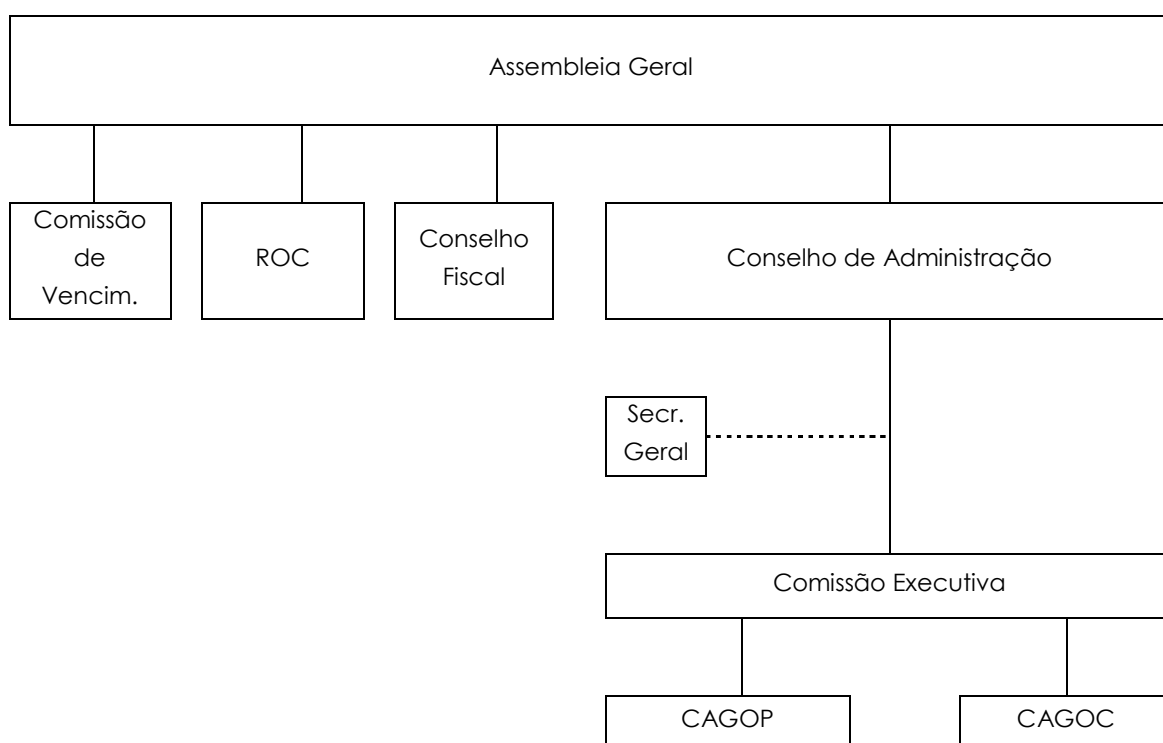 Assembleia Geral
Comissão
de
Vencim.
ROC
Conselho
Fiscal
Conselho de Administração
Secr.
Geral
Comissão Executiva
CAGOP
CAGOC